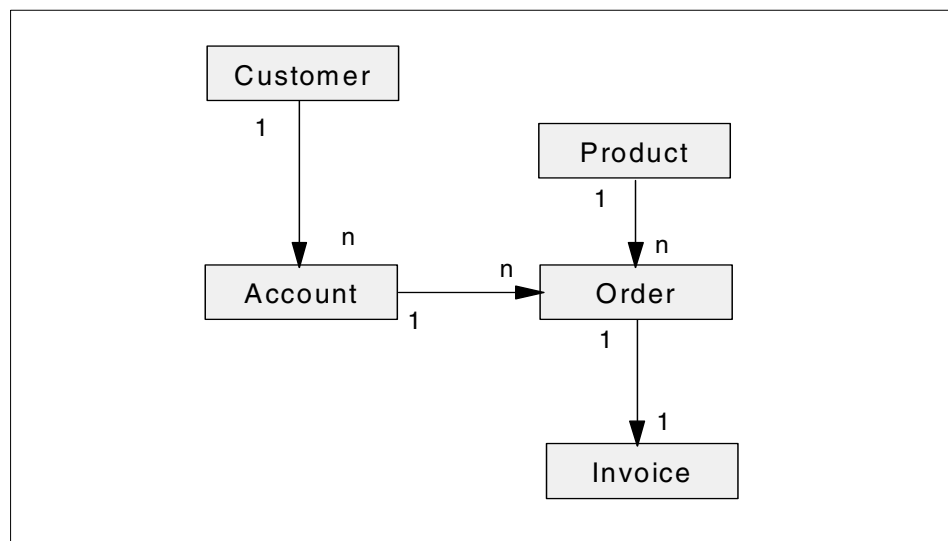 Customer
1
Product
1
n
n
Account
n
Order
1
1
1
Invoice